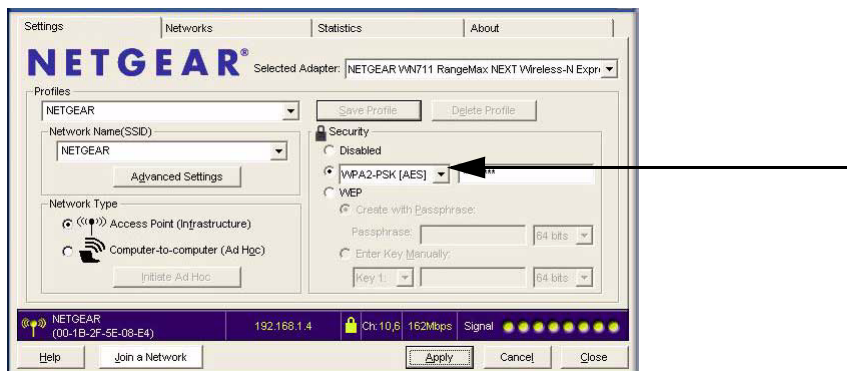 Settings Networks Statistics About
NETGEAR® Selected Adapter: NETGEAR WN711 RangeMax NEXT Wireless-N Expr
Profiles
NETGEAR Save Profile Delete Profile
Network Name(SSID) Security
NETGEAR Disabled
Advanced Settings WPA2-PSK [AES]
Network Type WEP
Access Point (Infrastructure) Create with Passphrase:
Computer-to-computer (Ad Hoc) Passphrase: 64 bits
Initiate Ad Hoc Enter Key Manually:
Key 1: 64 bits
NETGEAR
(00-1B-2F-5E-08-E4) 192.168.1.4 Ch:10,6 162Mbps Signal
Help Join a Network Apply Cancel Close